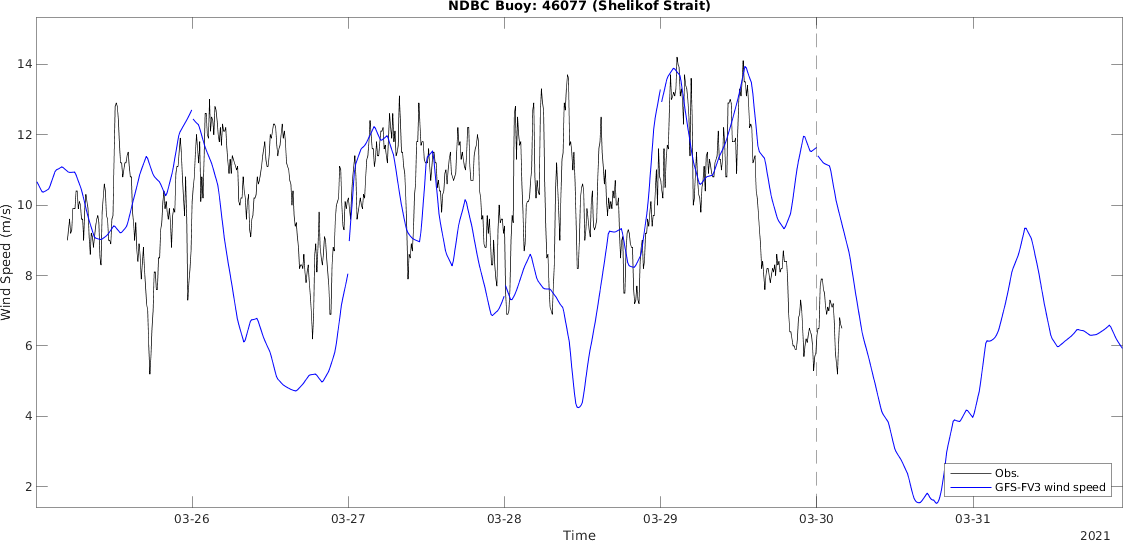 NDBC Buoy: 46077 (Shelikof Strait)
14
12
10
8
6
4
2
Wind Speed (m/s)
Obs.
GFS-FV3 wind speed
03-26 03-27 03-28 03-29 03-30 03-31
Time
2021